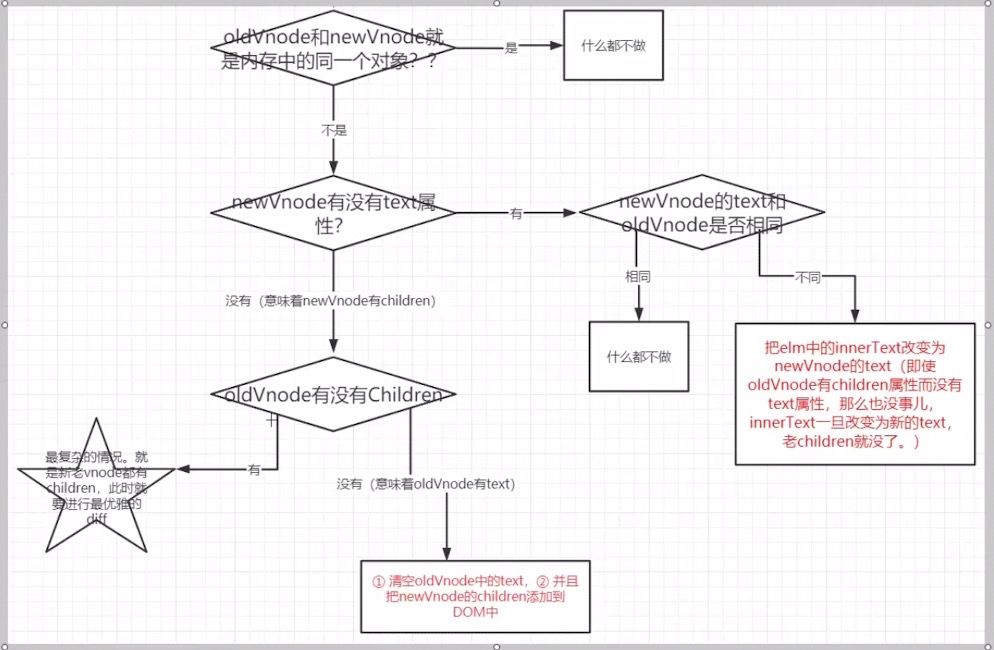 oldVnode和newVnode就
是内存中的同一个对象？？
是
什么都不做
不是
newVnode有没有text属
性？
有
newVnode的text和
oldVnode是否相同
相同
不同
没有（意味着newVnode有children）
什么都不做
把elm中的innerText改变为
newVnode的text（即使
oldVnode有children属性而没有
text属性，那么也没事儿，
innerText一旦改变为新的text，
老children就没了。）
oldVnode有没有Children
有
最复杂的情况。就
是新老vnode都有
children，此时就
要进行最优雅的
diff
没有（意味着oldVnode有text）
① 清空oldVnode中的text，② 并且
把newVnode的children添加到
DOM中